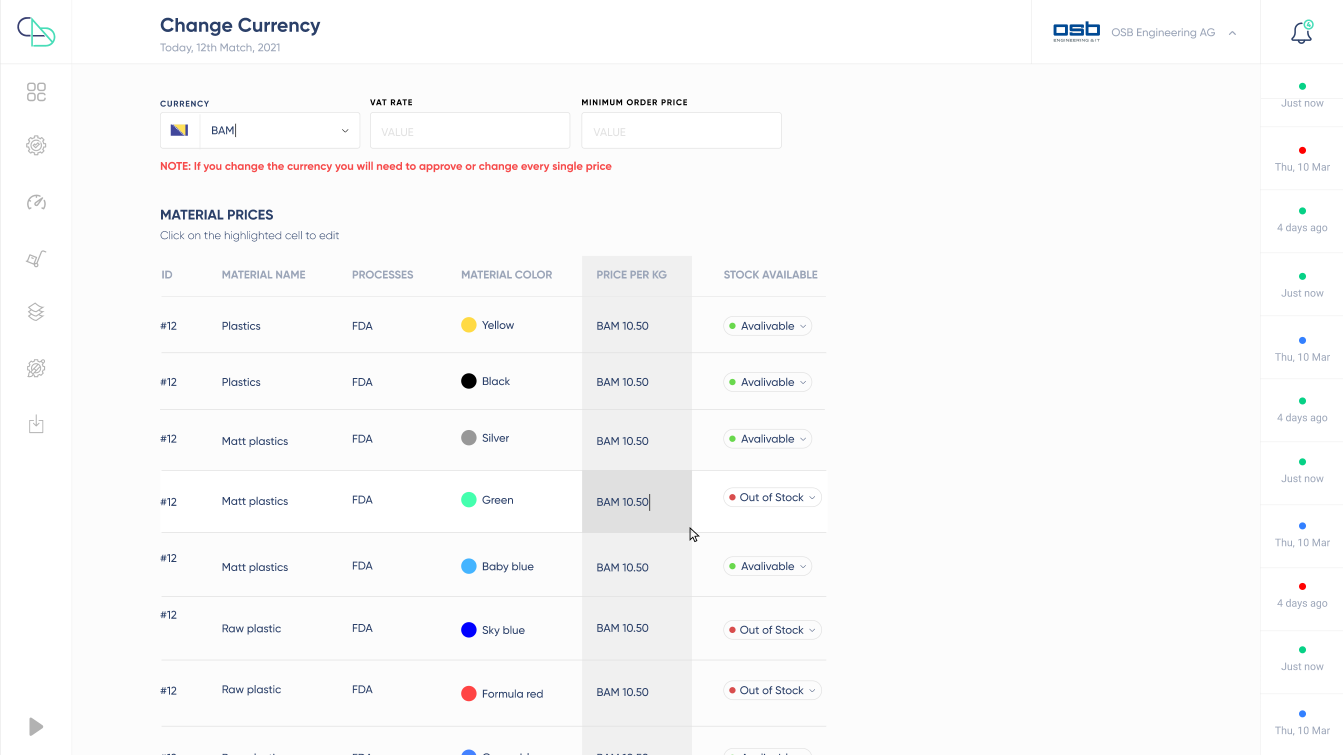 Change Currency
Today, 12th Match, 2021
osb
ENGINEERING & IT
OSB Engineering AG
4
CURRENCY
VAT RATE
MINIMUM ORDER PRICE
BAM
VALUE
VALUE
NOTE: If you change the currency you will need to approve or change every single price
MATERIAL PRICES
Click on the highlighted cell to edit
ID MATERIAL NAME PROCESSES MATERIAL COLOR PRICE PER KG STOCK AVAILABLE
#12 Plastics FDA Yellow BAM 10.50 Avalivable
#12 Plastics FDA Black BAM 10.50 Avalivable
#12 Matt plastics FDA Silver BAM 10.50 Avalivable
#12 Matt plastics FDA Green BAM 10.50 Out of Stock
#12 Matt plastics FDA Baby blue BAM 10.50 Avalivable
#12 Raw plastic FDA Sky blue BAM 10.50 Out of Stock
#12 Raw plastic FDA Formula red BAM 10.50 Out of Stock
Just now
Thu, 10 Mar
4 days ago
Just now
Thu, 10 Mar
4 days ago
Just now
Thu, 10 Mar
4 days ago
Just now
Thu, 10 Mar